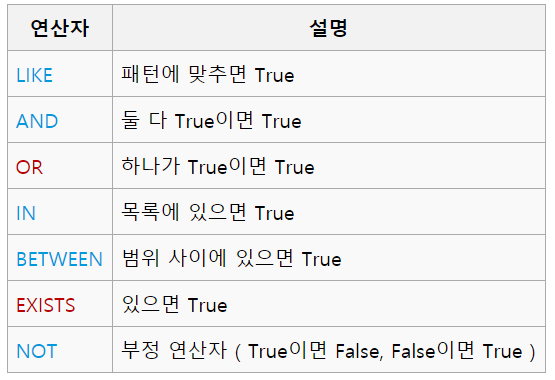 연산자 설명
LIKE 패턴에 맞추면 True
AND 둘 다 True이면 True
OR 하나가 True이면 True
IN 목록에 있으면 True
BETWEEN 범위 사이에 있으면 True
EXISTS 있으면 True
NOT 부정 연산자 ( True이면 False, False이면 True )